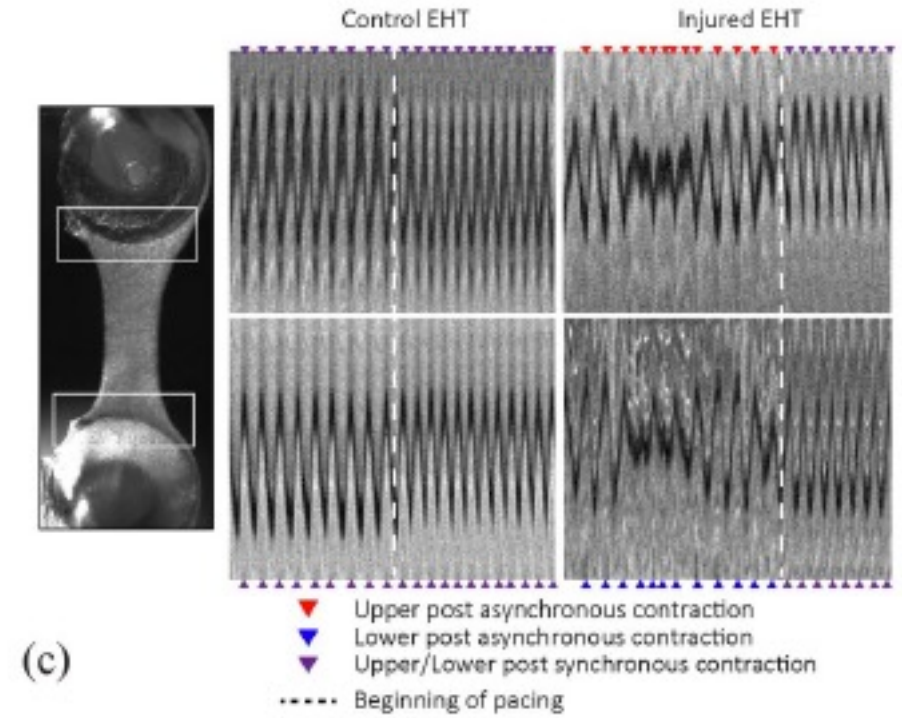 Control EHT
Injured EHT
Upper post asynchronous contraction
Lower post asynchronous contraction
Upper/Lower post synchronous contraction
Beginning of pacing
(c)